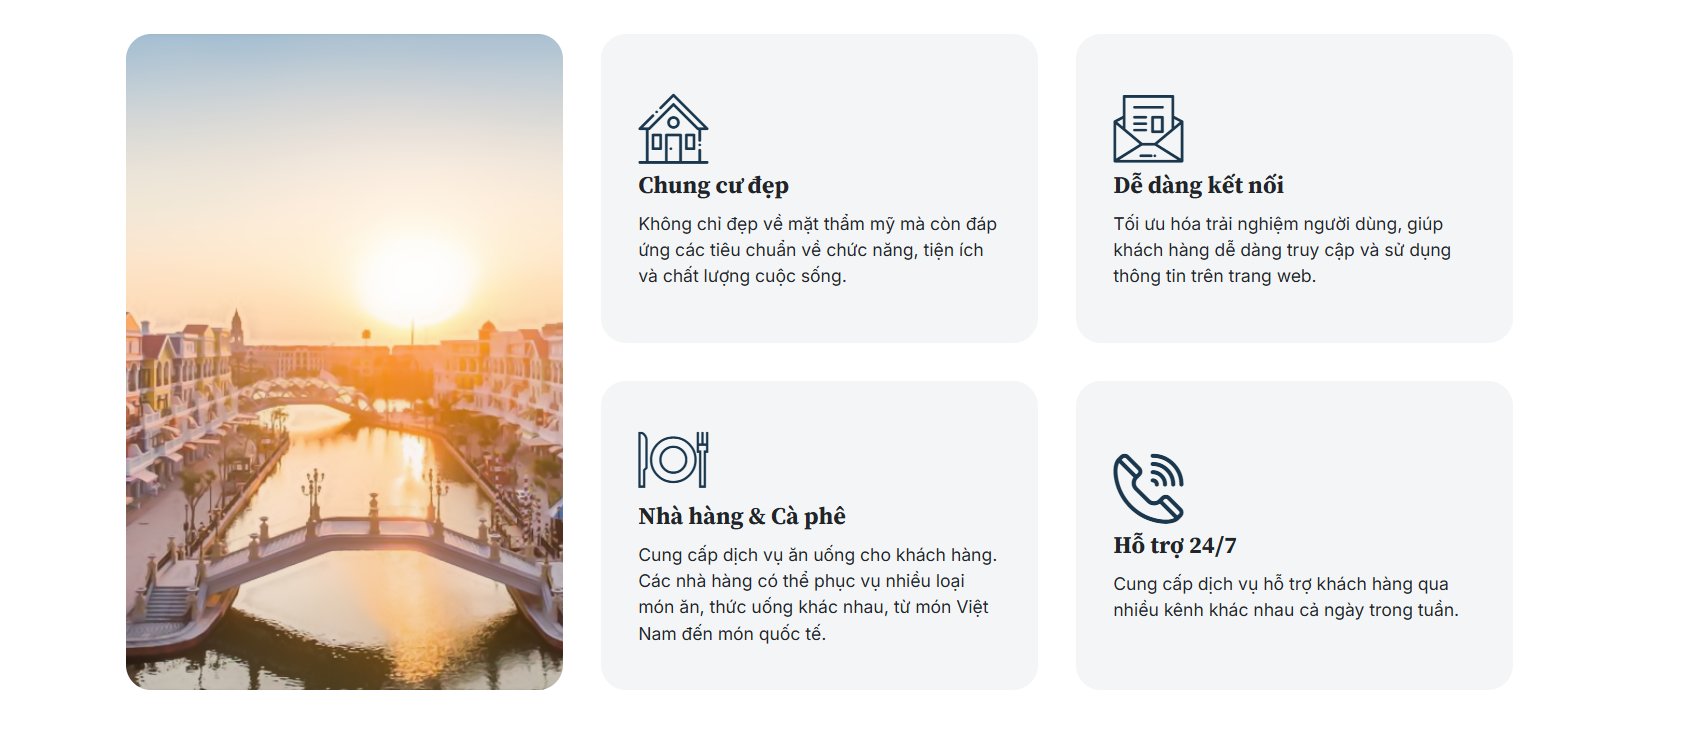 Chung cư đẹp
Không chỉ đẹp về mặt thẩm mỹ mà còn đáp
ứng các tiêu chuẩn về chức năng, tiện ích
và chất lượng cuộc sống.
Dễ dàng kết nối
Tối ưu hóa trải nghiệm người dùng, giúp
khách hàng dễ dàng truy cập và sử dụng
thông tin trên trang web.
Nhà hàng & Cà phê
Cung cấp dịch vụ ăn uống cho khách hàng.
Các nhà hàng có thể phục vụ nhiều loại
món ăn, thức uống khác nhau, từ món Việt
Nam đến món quốc tế.
Hỗ trợ 24/7
Cung cấp dịch vụ hỗ trợ khách hàng qua
nhiều kênh khác nhau cả ngày trong tuần.